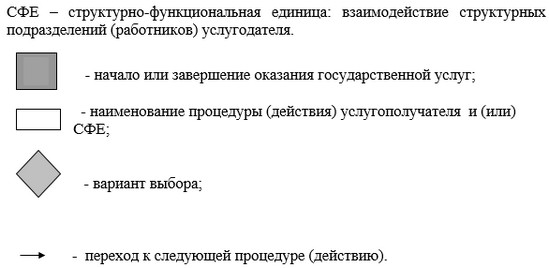 СФЕ – структурно-функциональная единица: взаимодействие структурных
подразделений (работников) услугодателя.
- начало или завершение оказания государственной услуг;
- наименование процедуры (действия) услугополучателя и (или)
СФЕ;
- вариант выбора;
- переход к следующей процедуре (действию).